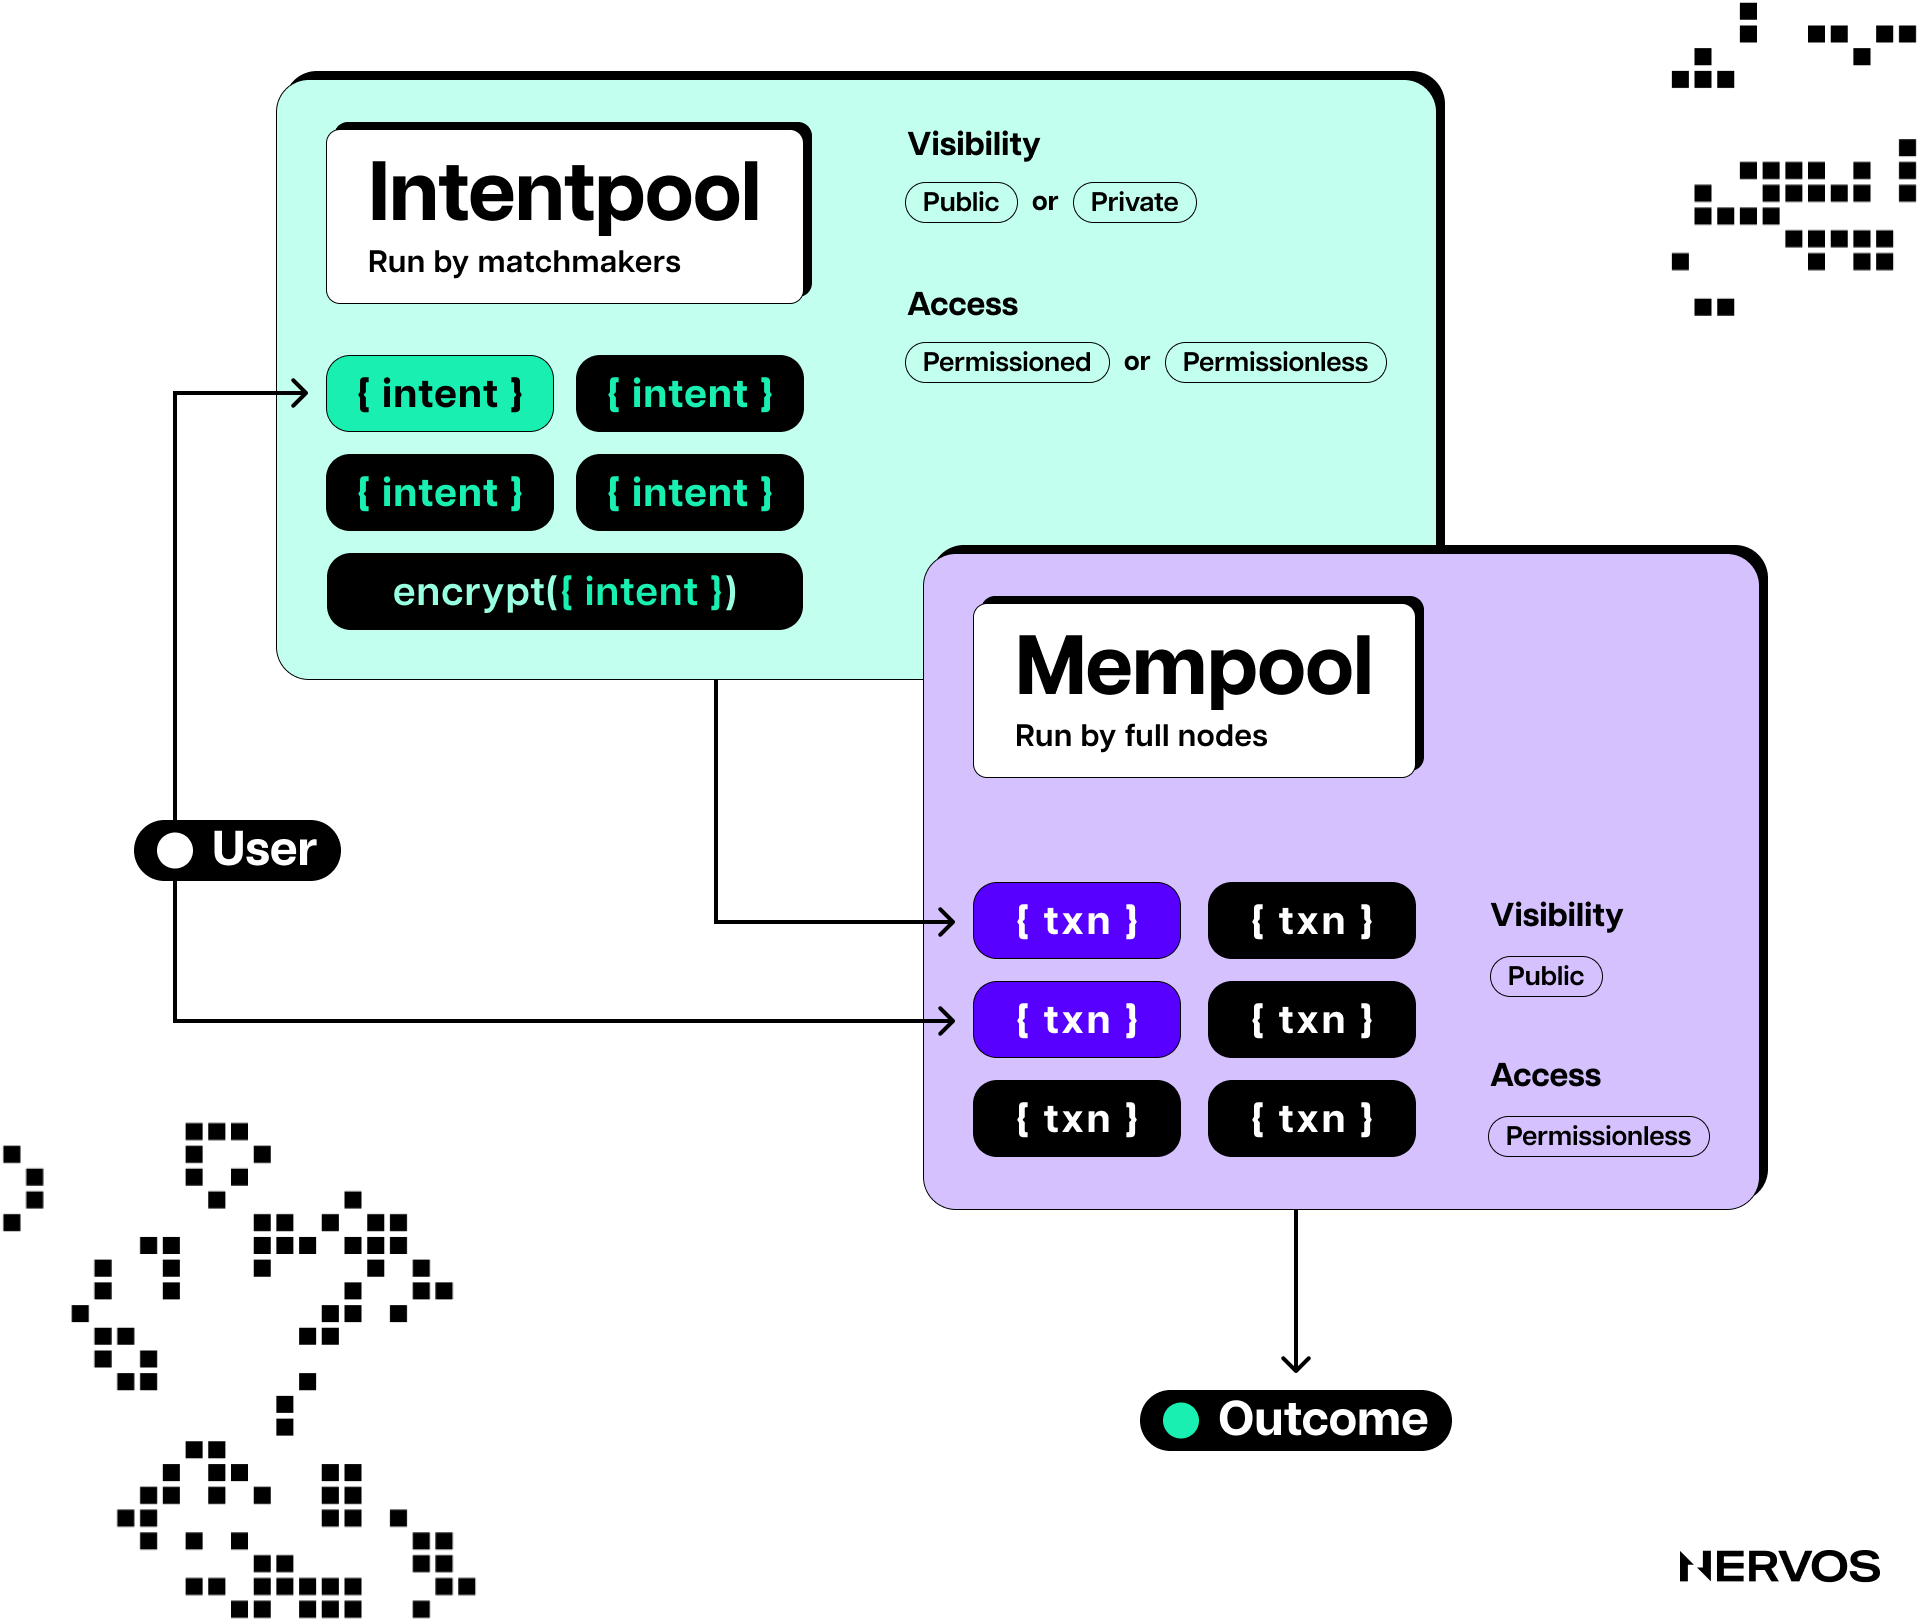 Intentpool
Run by matchmakers
Visibility
Public or Private
Access
Permissioned or Permissionless
{ intent } { intent }
{ intent } { intent }
encrypt({ intent })
User
Mempool
Run by full nodes
{ txn } { txn }
{ txn } { txn }
{ txn } { txn }
Visibility
Public
Access
Permissionless
Outcome
NERVOS